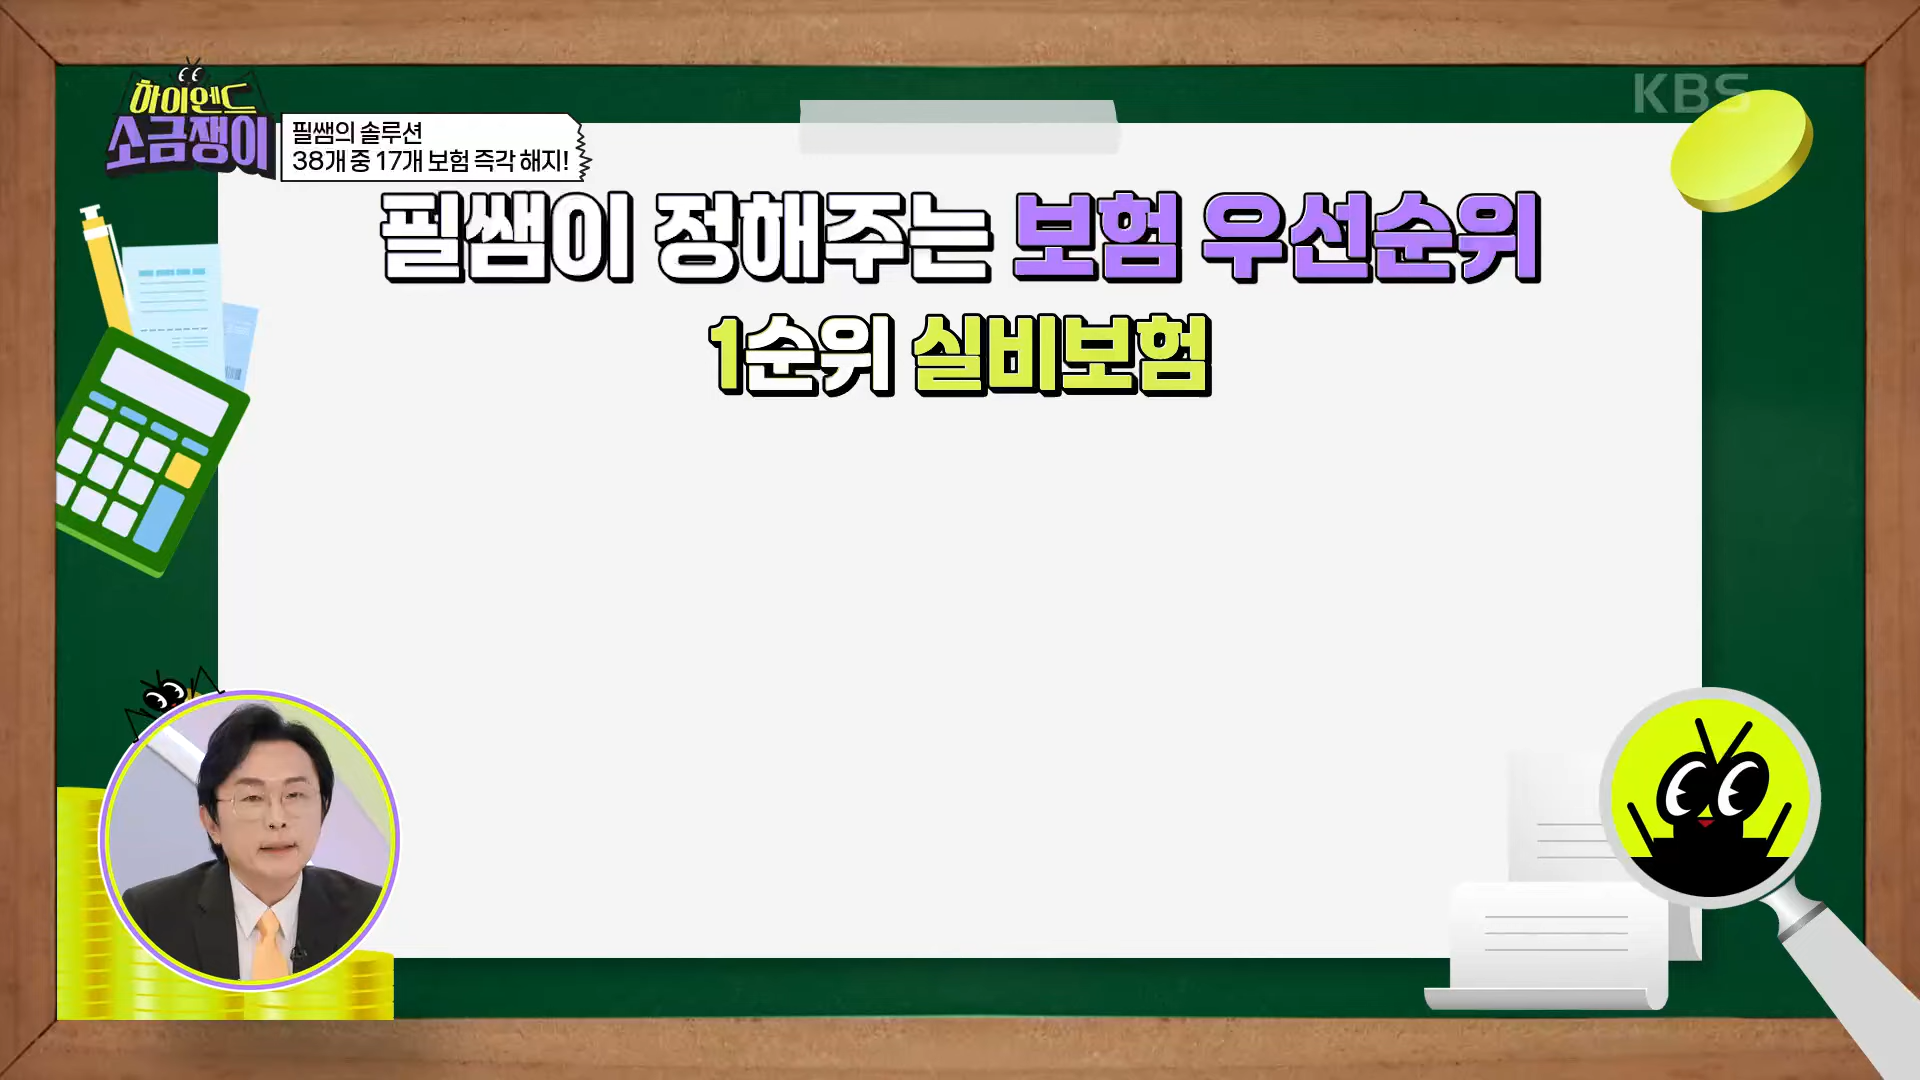 하이엔드
소금쟁이
필쌤의 솔루션
38개 중 17개 보험 즉각 해지!
KBS
필쌤이 정해주는 보험 우선순위
1순위 실비보험